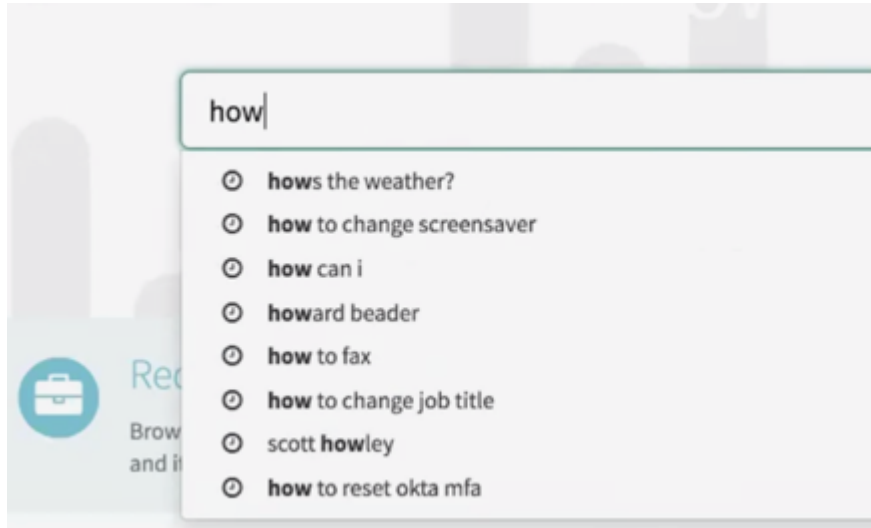 how
hows the weather?
how to change screensaver
how can i
howard beader
how to fax
how to change job title
scott howley
how to reset okta mfa
Brow
and it